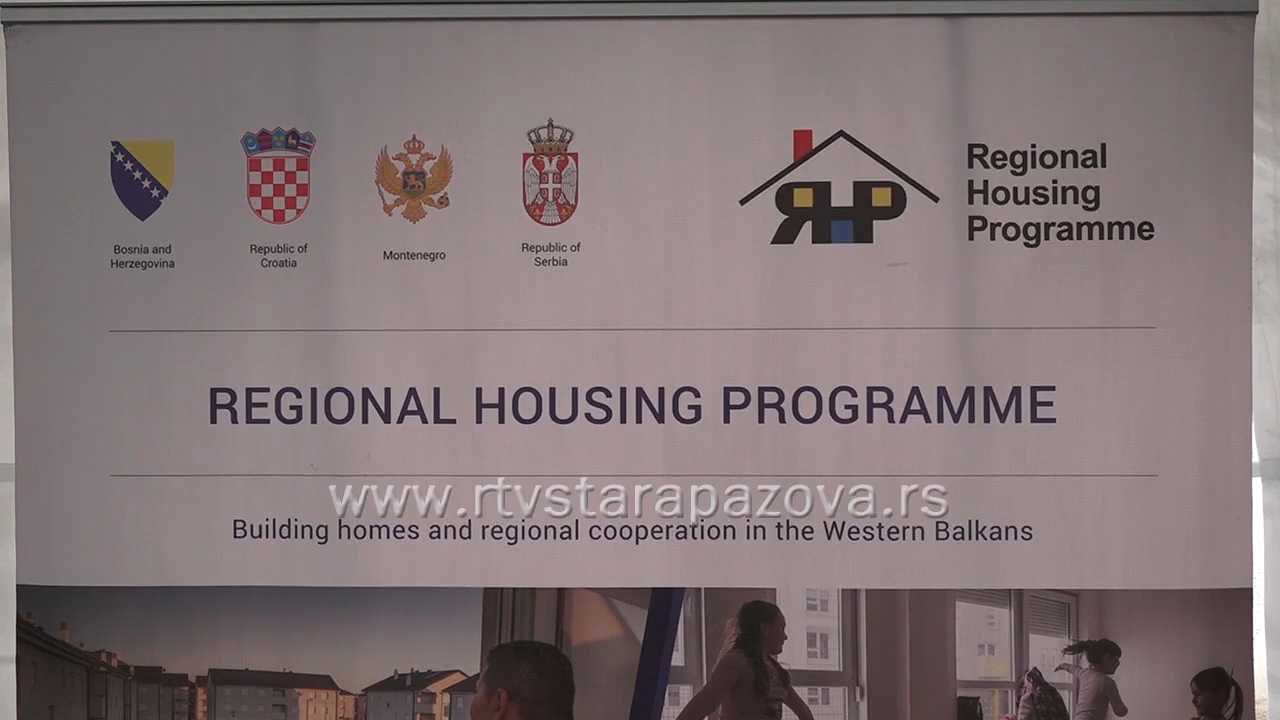 Bosnia and
Herzegovina
Republic of
Croatia
Montenegro
Republic of
Serbia
RHP
Regional
Housing
Programme
REGIONAL HOUSING PROGRAMME
www.rtvstarapazova.rs
Building homes and regional cooperation in the Western Balkans